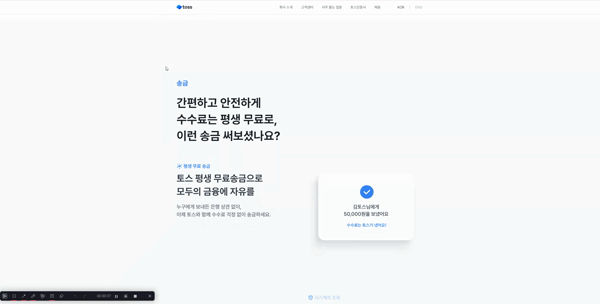 toss
회사 소개
고객센터
자주 묻는 질문
토스인증서
채용
송금
간편하고 안전하게
수수료는 평생 무료로,
이런 송금 써보셨나요?
평생 무료 송금
토스 평생 무료송금으로
모두의 금융에 자유를
누구에게 보내든 은행 상관 없이,
이제 토스와 함께 수수료 걱정 없이 송금하세요.
김토스님에게
50,000원을 보냈어요
수수료는 토스가 냈어요!